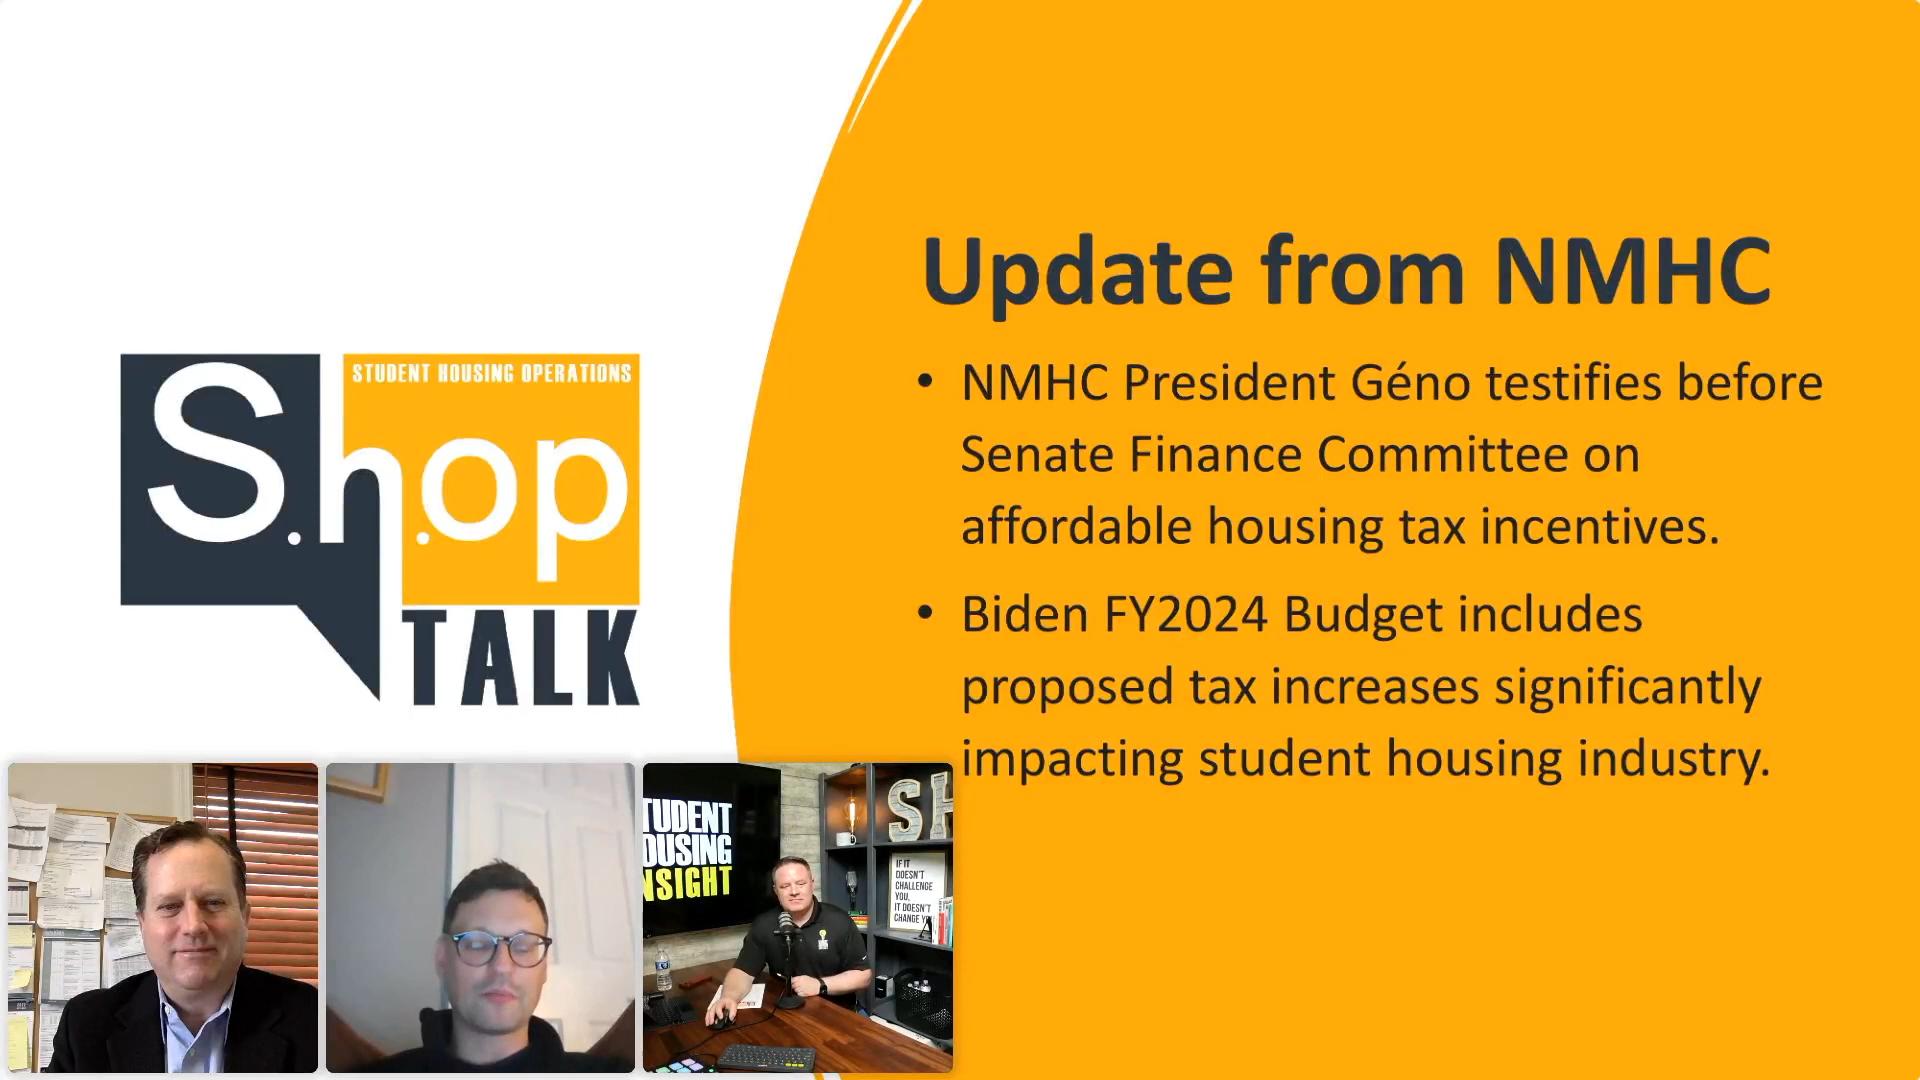 Update from NMHC
• NMHC President Géno testifies before
Senate Finance Committee on
affordable housing tax incentives.
• Biden FY2024 Budget includes
proposed tax increases significantly
impacting student housing industry.
STUDENT HOUSING OPERATIONS
S.h.op
TALK
TUDENT
OUSING
NSIGHT
SH
IF IT
DOESN'T
CHALLENGE
YOU,
IT DOESN'T
CHANGE Y